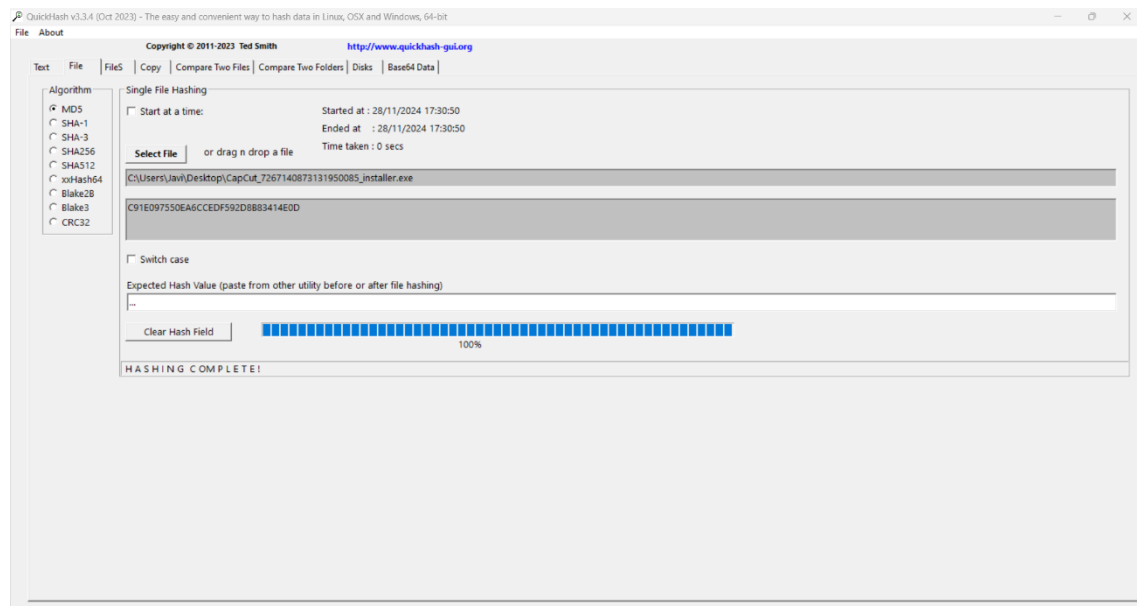 QuickHash v3.3.4 (Oct 2023) - The easy and convenient way to hash data in Linux, OSX and Windows, 64-bit
File About
Copyright © 2011-2023 Ted Smith http://www.quickhash-gui.org
Text File FileS Copy Compare Two Files Compare Two Folders Disks Base64 Data
Algorithm
MD5
SHA-1
SHA-3
SHA256
SHA512
xxHash64
Blake2B
Blake3
CRC32
Single File Hashing
Start at a time: Started at : 28/11/2024 17:30:50
Ended at : 28/11/2024 17:30:50
Select File or drag n drop a file Time taken : 0 secs
C:\Users\Javi\Desktop\CapCut_7267140873131950085_installer.exe
C91E097550EA6CCEDF592D8B83414E0D
Switch case
Expected Hash Value (paste from other utility before or after file hashing)
...
Clear Hash Field
100%
HASHING COMPLETE!